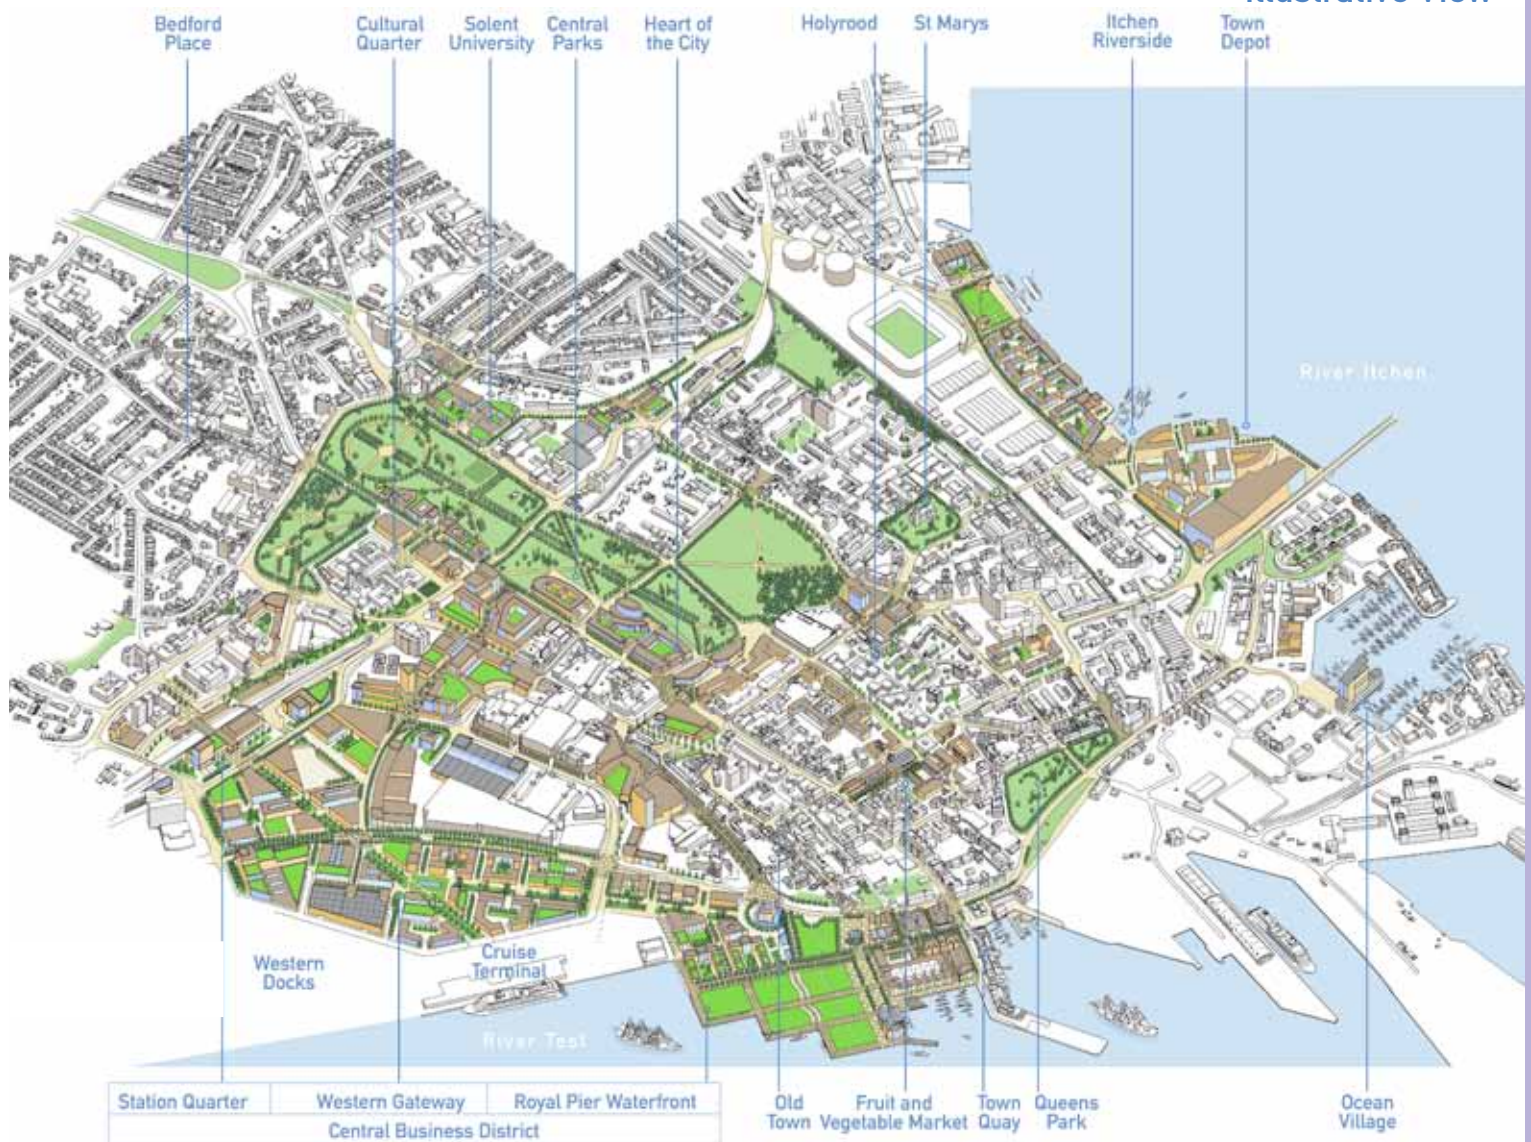 Illustrative View
Bedford
Place
Cultural
Quarter
Solent
University
Central
Parks
Heart of
the City
Holyrood
St Marys
Itchen
Riverside
Town
Depot
River Itchen
Western
Docks
Cruise
Terminal
River Test
Station Quarter
Western Gateway
Royal Pier Waterfront
Central Business District
Old
Town
Fruit and
Vegetable Market
Town
Quay
Queens
Park
Ocean
Village